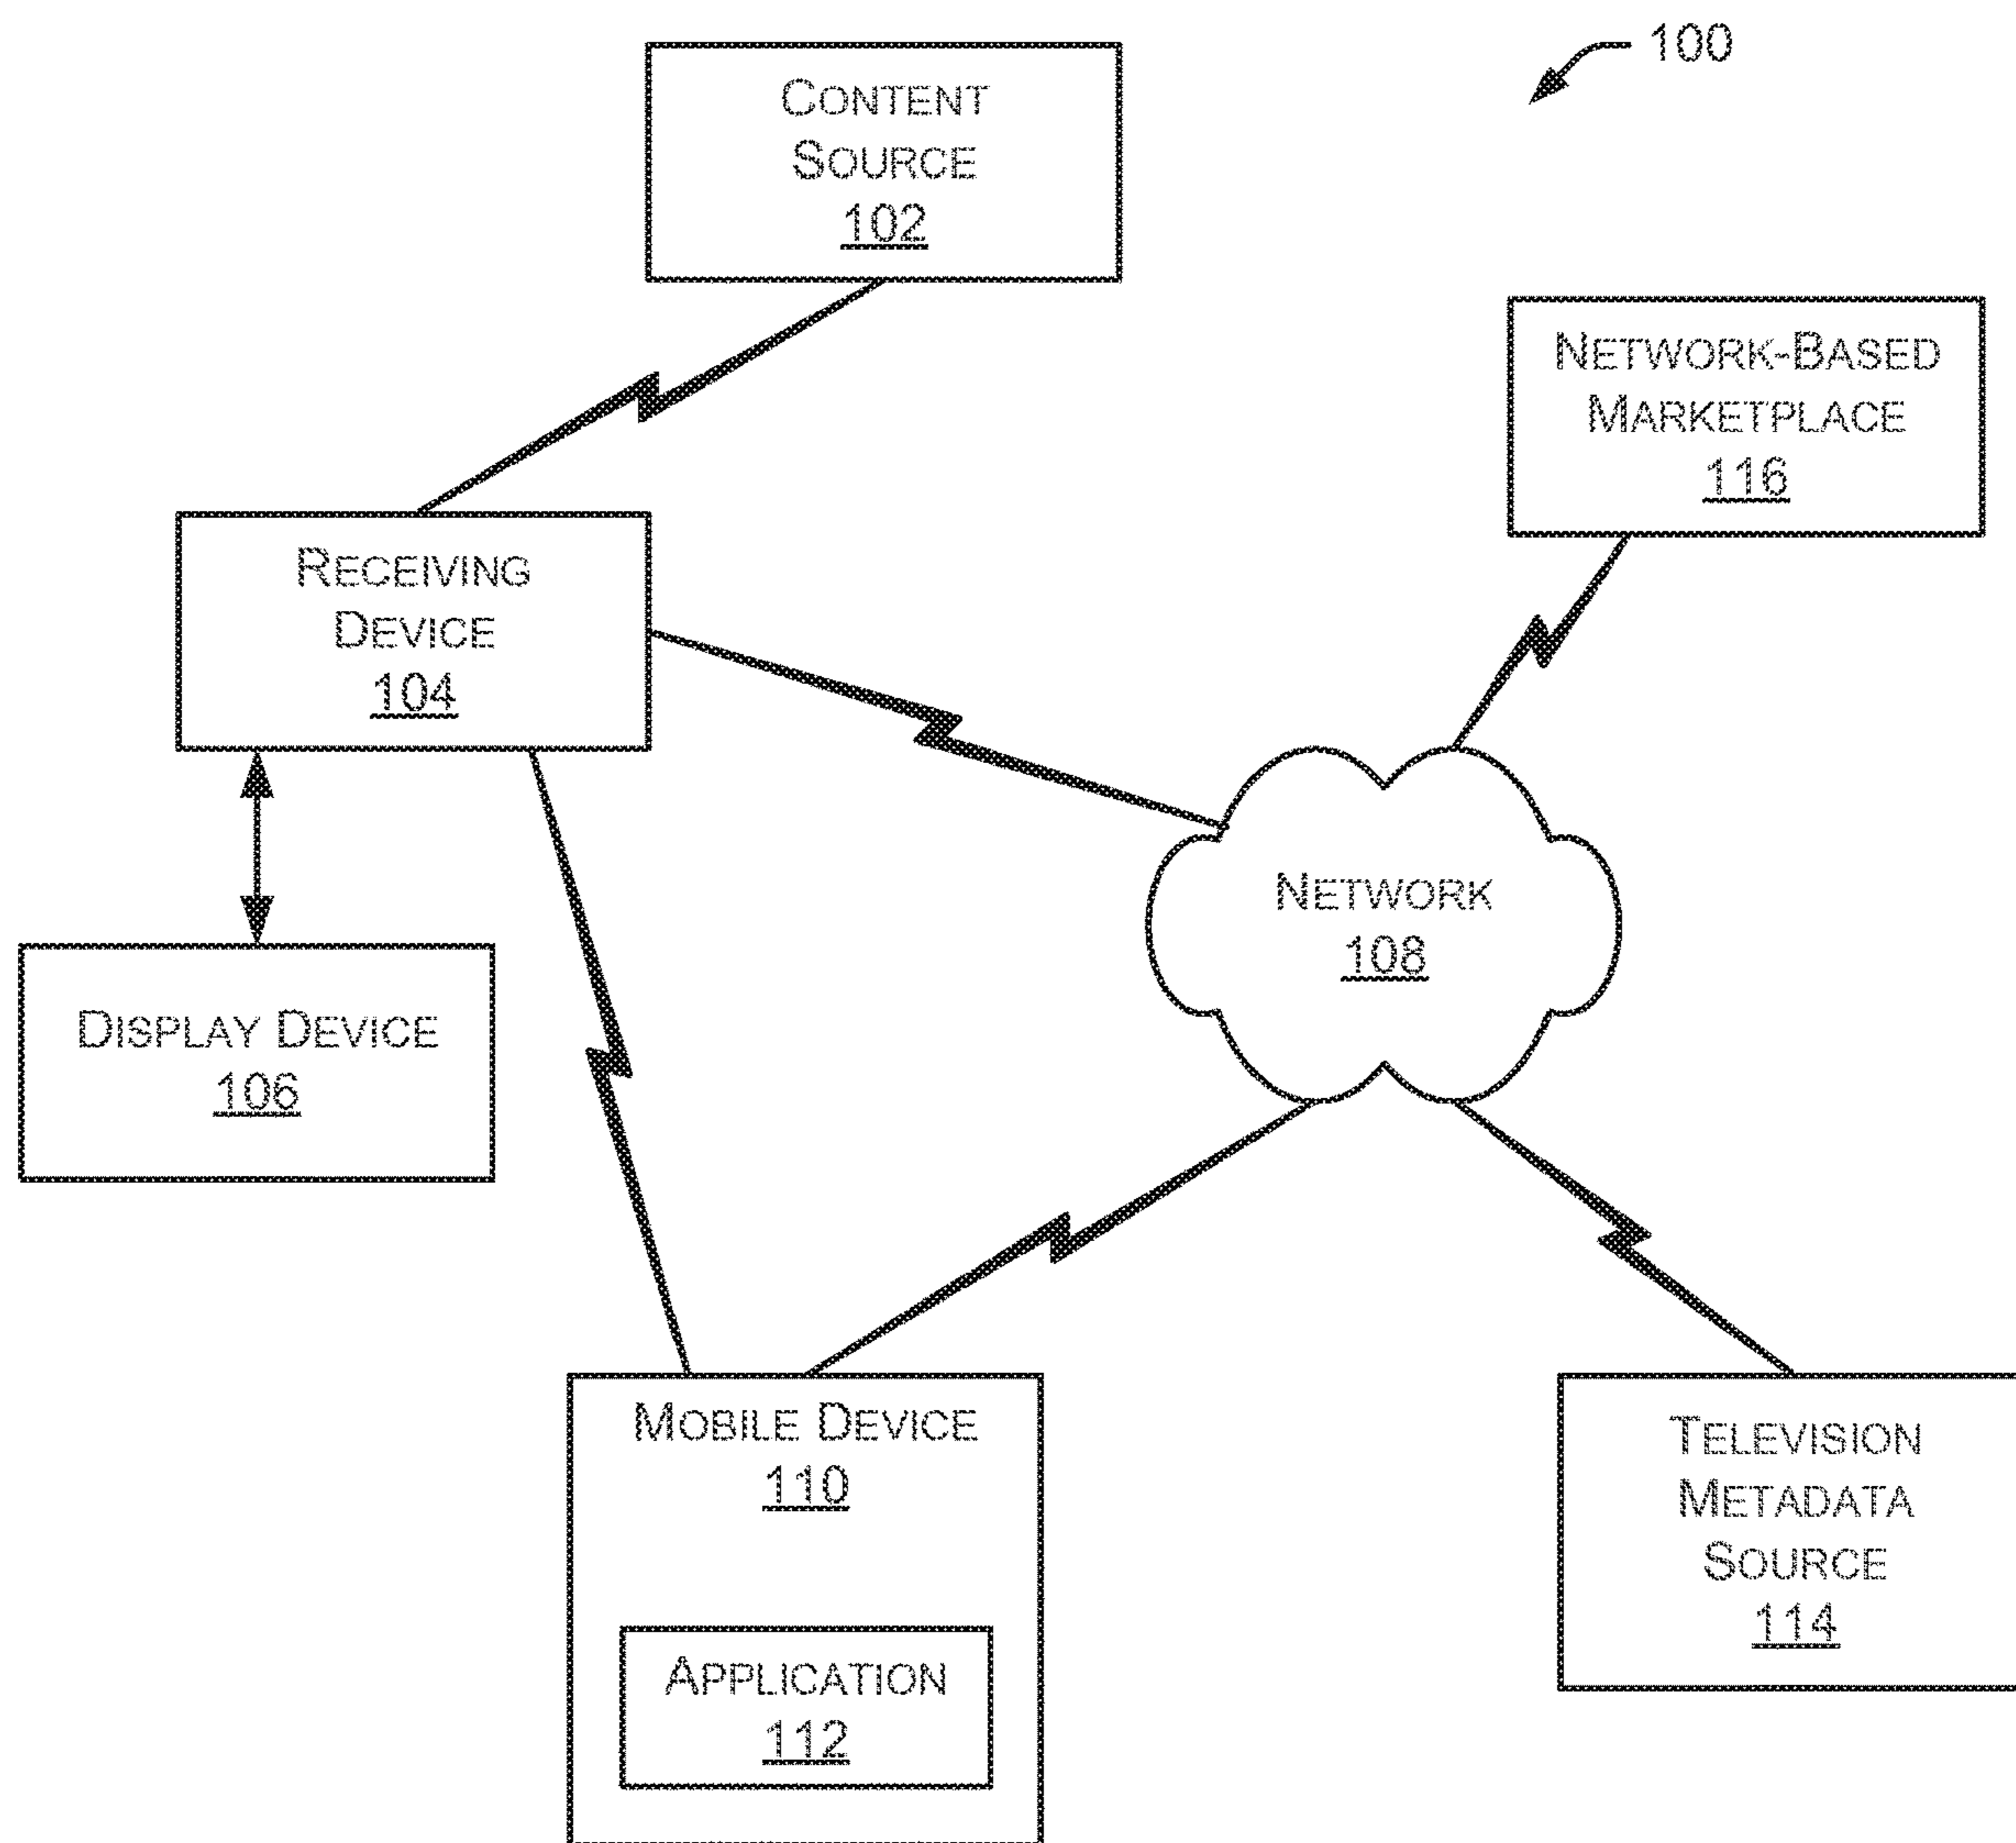 100
CONTENT
SOURCE
102
NETWORK-BASED
MARKETPLACE
116
RECEIVING
DEVICE
104
NETWORK
108
DISPLAY DEVICE
106
MOBILE DEVICE
110
APPLICATION
112
TELEVISION
METADATA
SOURCE
114